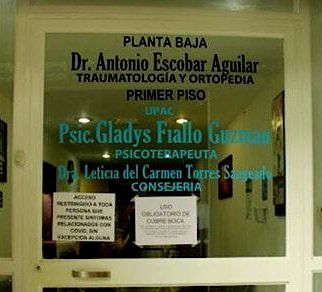 PLANTA BAJA
Dr. Antonio Escobar Aguilar
TRAUMATOLOGÍA Y ORTOPEDIA
PRIMER PISO
UPAC
Psic. Gladys Fiallo Guzman
PSICOTERAPEUTA
Dra. Leticia del Carmen Torres
CONSEJERIA
ACCESO
RESTRINGIDO A TODA
PERSONA QUE
PRESENTE SINTOMAS
RELACIONADOS CON
COVID, SIN
EXCEPCION ALGUNA
USO
OBLIGATORIO DE
CUBRE BOCA